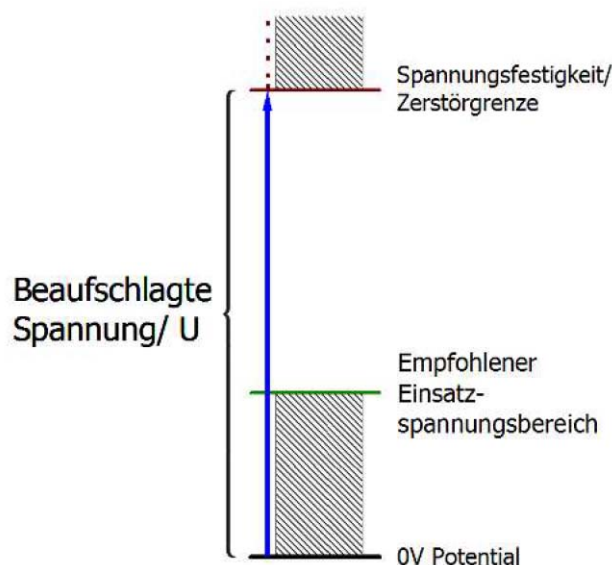 Spannungsfestigkeit/
Zerstörgrenze
Beaufschlagte
Spannung/ U
Empfohlener
Einsatz-
spannungsbereich
0V Potential